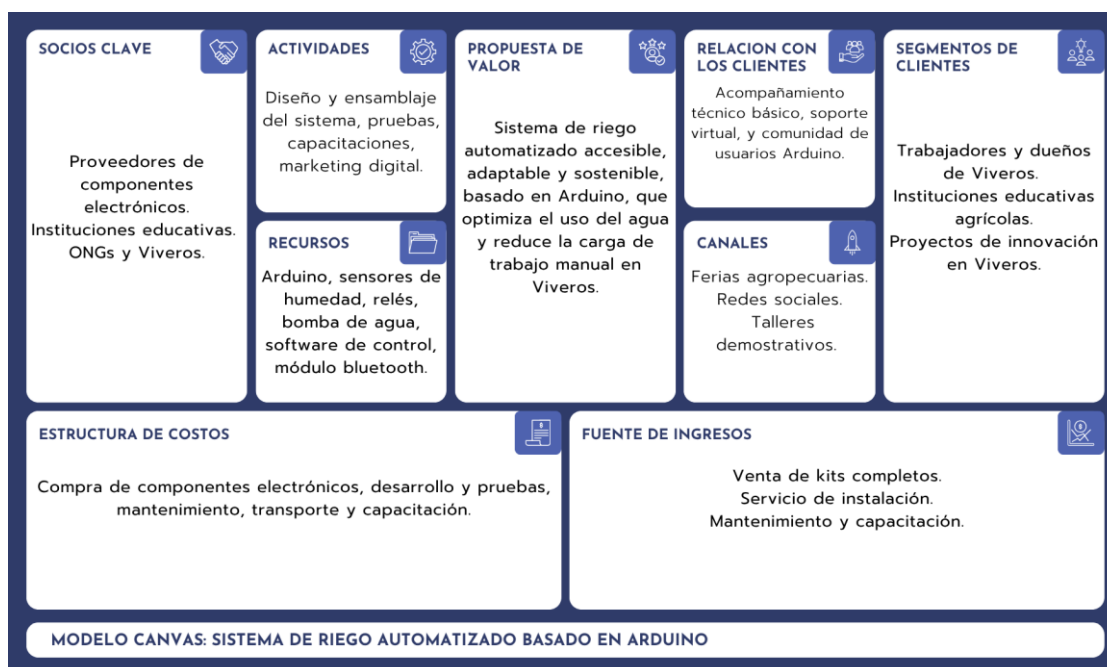 SOCIOS CLAVE
Proveedores de
componentes
electrónicos.
Instituciones educativas.
ONGs y Viveros.
ACTIVIDADES
Diseño y ensamblaje
del sistema, pruebas,
capacitaciones,
marketing digital.
RECURSOS
Arduino, sensores de
humedad, relés,
bomba de agua,
software de control,
módulo bluetooth.
PROPUESTA DE
VALOR
Sistema de riego
automatizado accesible,
adaptable y sostenible,
basado en Arduino, que
optimiza el uso del agua
y reduce la carga de
trabajo manual en
Viveros.
RELACION CON
LOS CLIENTES
Acompañamiento
técnico básico, soporte
virtual, y comunidad de
usuarios Arduino.
CANALES
Ferias agropecuarias.
Redes sociales.
Talleres
demostrativos.
SEGMENTOS DE
CLIENTES
Trabajadores y dueños
de Viveros.
Instituciones educativas
agrícolas.
Proyectos de innovación
en Viveros.
ESTRUCTURA DE COSTOS
Compra de componentes electrónicos, desarrollo y pruebas,
mantenimiento, transporte y capacitación.
FUENTE DE INGRESOS
Venta de kits completos.
Servicio de instalación.
Mantenimiento y capacitación.
MODELO CANVAS: SISTEMA DE RIEGO AUTOMATIZADO BASADO EN ARDUINO